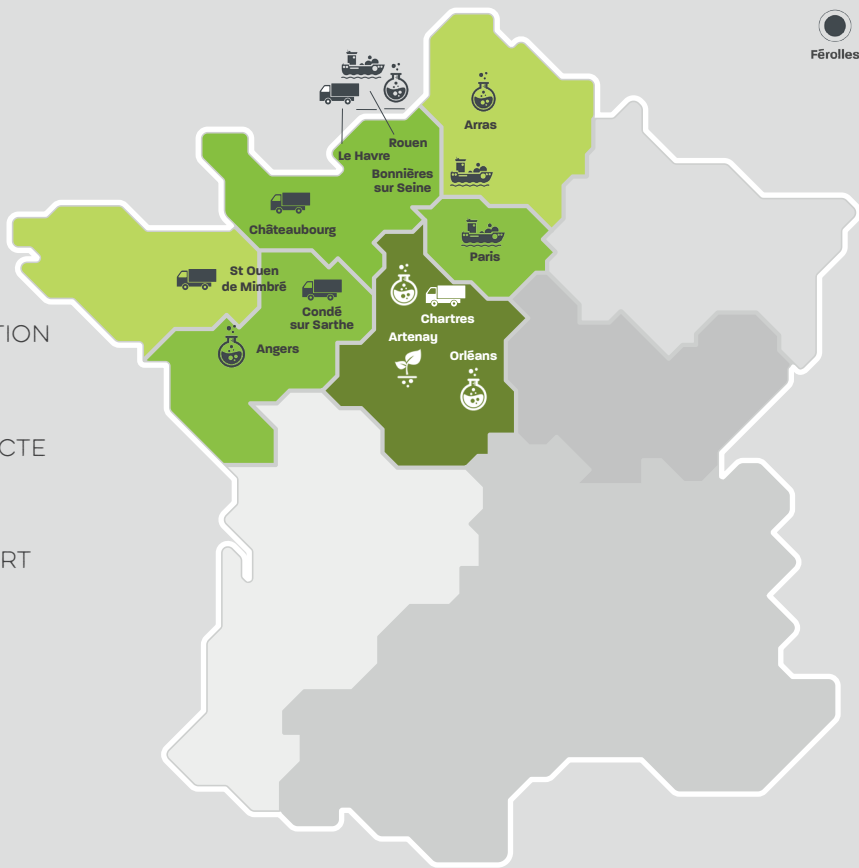 Férolles
Arras
Rouen
Le Havre
Bonnières
sur Seine
Châteaubourg
Paris
St Ouen
de Mimbré
Condé
sur Sarthe
Chartres
TION
Artenay
Angers
Orléans
CTE
RT